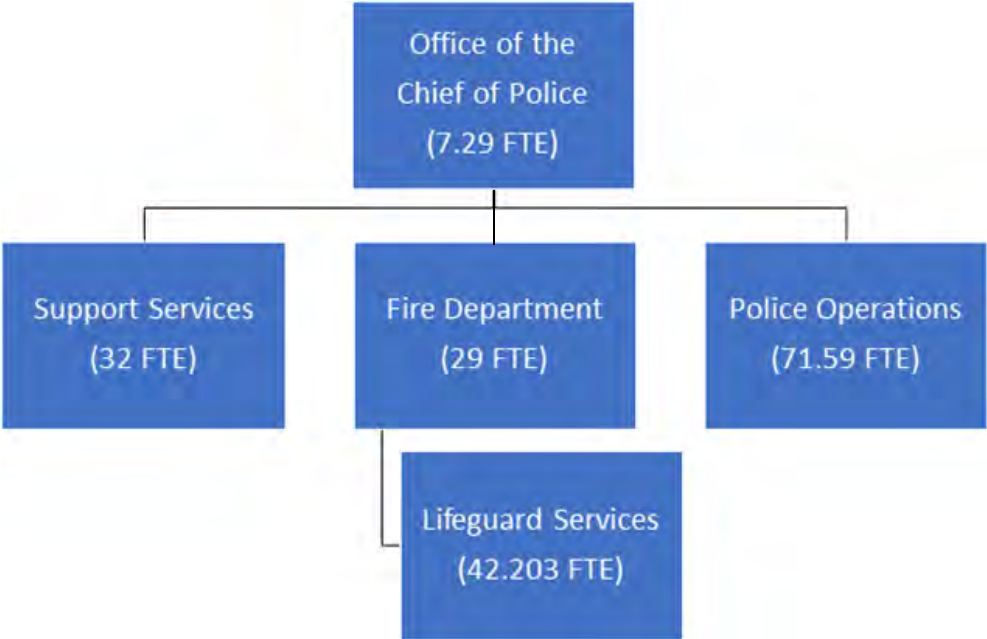 Office of the
Chief of Police
(7.29 FTE)
Support Services
(32 FTE)
Fire Department
(29 FTE)
Police Operations
(71.59 FTE)
Lifeguard Services
(42.203 FTE)